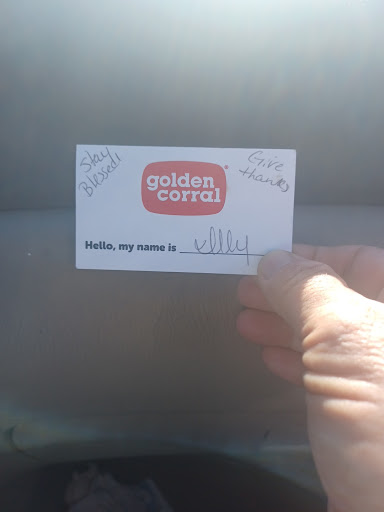 Stay
Blessed!
Give
thanks
golden
corral
Hello, my name is